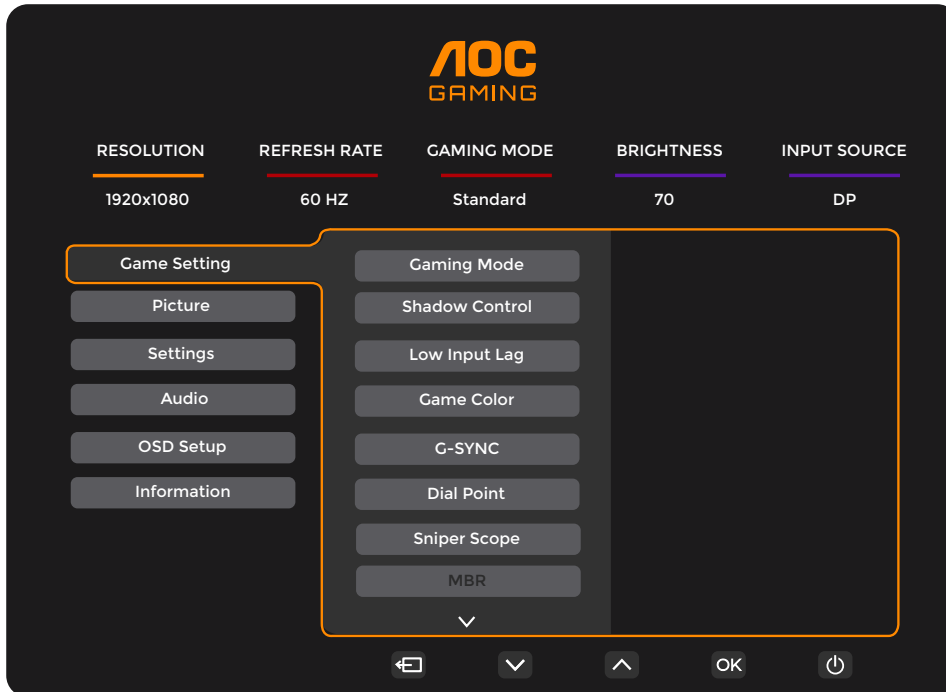 AOC
GAMING
RESOLUTION REFRESH RATE GAMING MODE BRIGHTNESS INPUT SOURCE
1920x1080 60 HZ Standard 70 DP
Game Setting
Picture
Settings
Audio
OSD Setup
Information
Gaming Mode
Shadow Control
Low Input Lag
Game Color
G-SYNC
Dial Point
Sniper Scope
MBR
OK